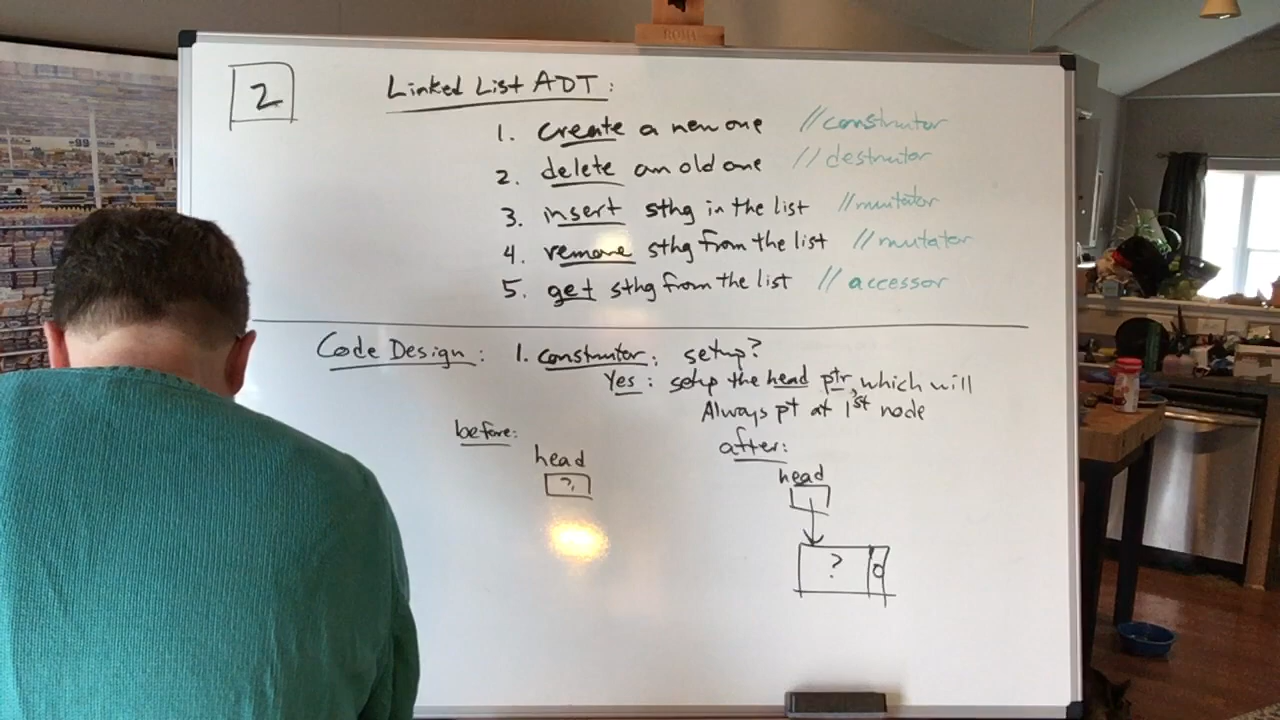 ROMA
2
Linked List ADT:
1. create a new one //constructor
2. delete an old one //destructor
3. insert sthg in the list //mutator
4. remove sthg from the list //mutator
5. get sthg from the list //accessor
Code Design: 1. constructor: setup?
Yes: setup the head ptr, which will
Always pt at 1st node
before: after:
head head
?
? 0